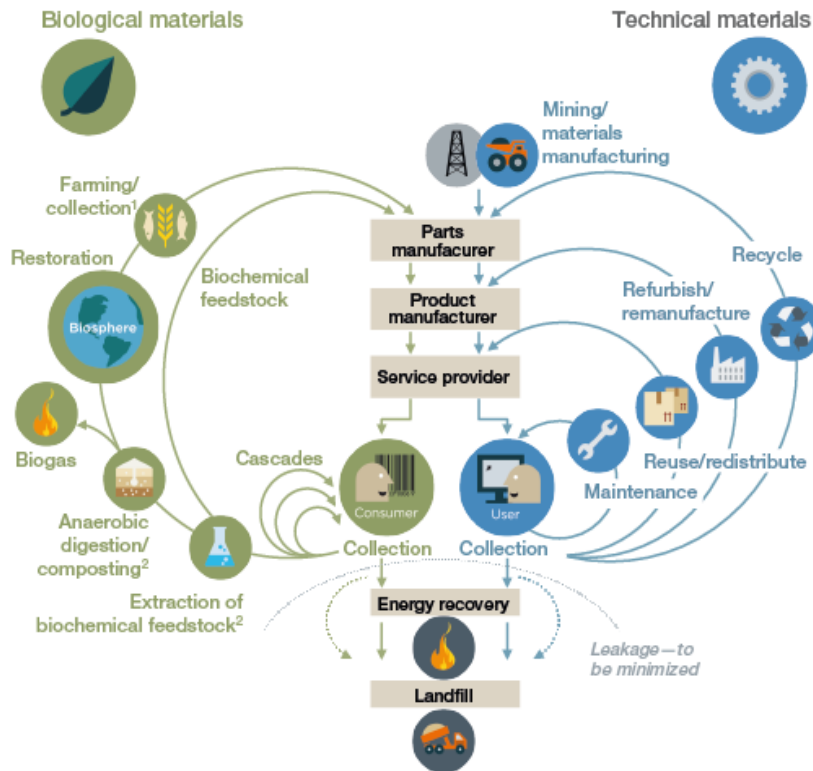 Biological materials
Technical materials
Mining/
materials
manufacturing
Farming/
collection¹
Parts
manufacurer
Restoration
Biochemical
feedstock
Recycle
Biosphere
Product
manufacturer
Refurbish/
remanufacture
Service provider
Biogas
Cascades
Reuse/redistribute
Maintenance
Consumer
User
Anaerobic
digestion/
composting²
Collection
Collection
Extraction of
biochemical feedstock²
Energy recovery
Leakage—to
be minimized
Landfill